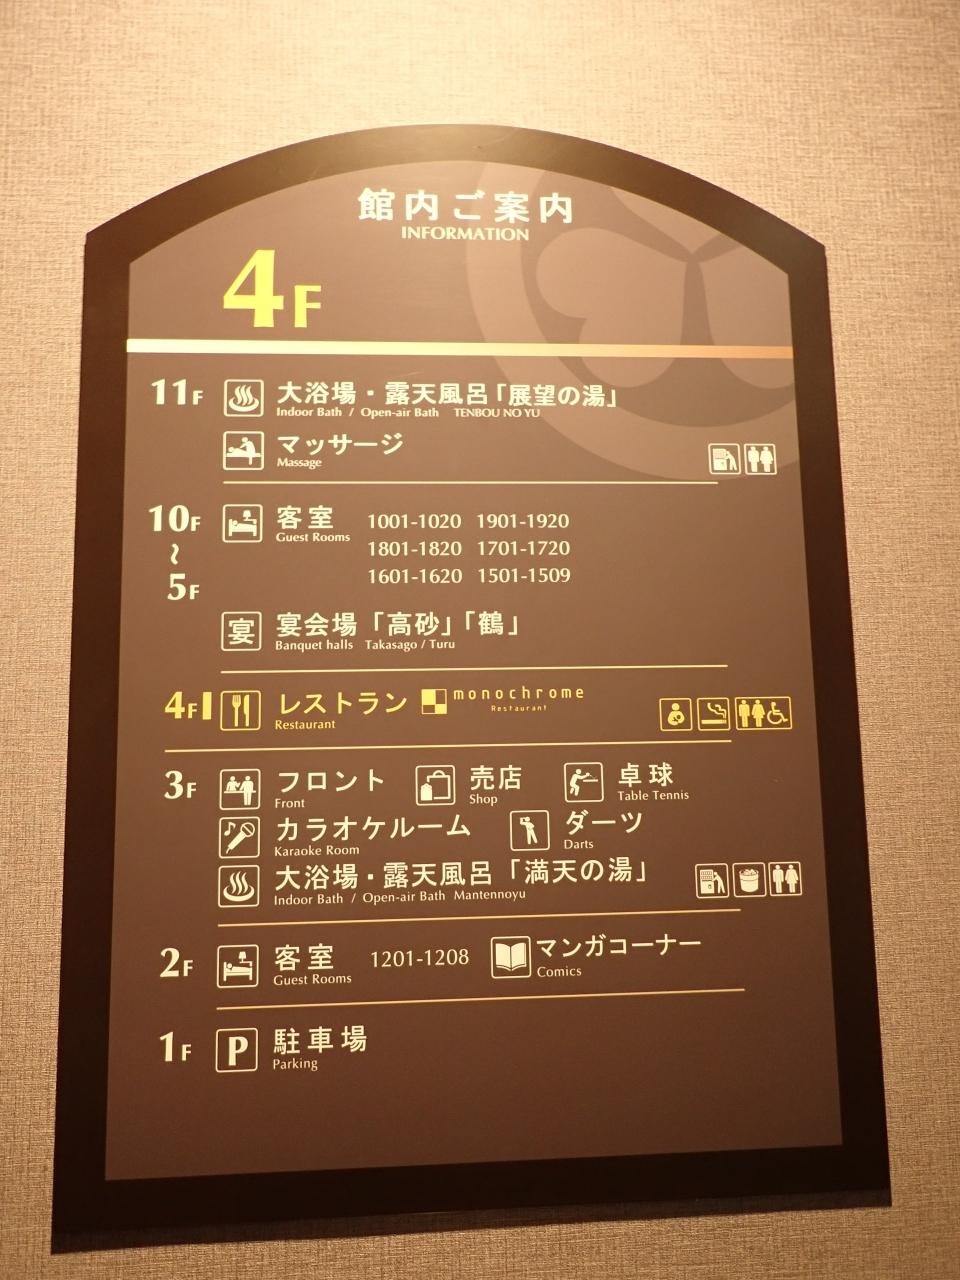 館内ご案内
INFORMATION
4F
11F 大浴場・露天風呂「展望の湯」
Indoor Bath / Open-air Bath TENBOU NO YU
マッサージ
Massage
10F 客室 1001-1020 1901-1920
Guest Rooms
~ 1801-1820 1701-1720
5F 1601-1620 1501-1509
宴 宴会場「高砂」「鶴」
Banquet halls Takasago / Turu
4F レストラン monochrome
Restaurant Restaurant
3F フロント 売店 卓球
Front Shop Table Tennis
カラオケルーム ダーツ
Karaoke Room Darts
大浴場・露天風呂「満天の湯」
Indoor Bath / Open-air Bath Mantennoyu
2F 客室 1201-1208 マンガコーナー
Guest Rooms Comics
1F P 駐車場
Parking